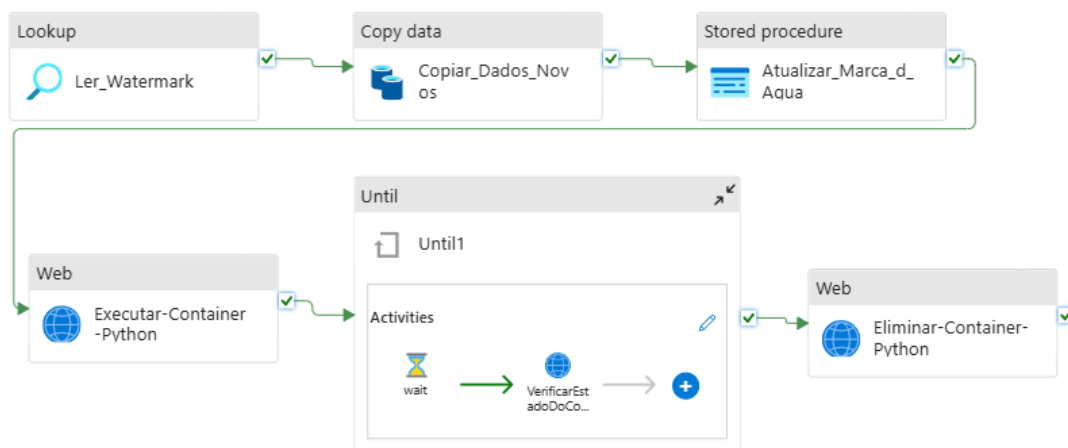 Lookup
Ler_Watermark
Copy data
Copiar_Dados_Nov
os
Stored procedure
Atualizar_Marca_d_
Agua
Web
Executar-Container
-Python
Until
Until1
Activities
wait
VerificarEst
adoDoCo...
Web
Eliminar-Container-
Python